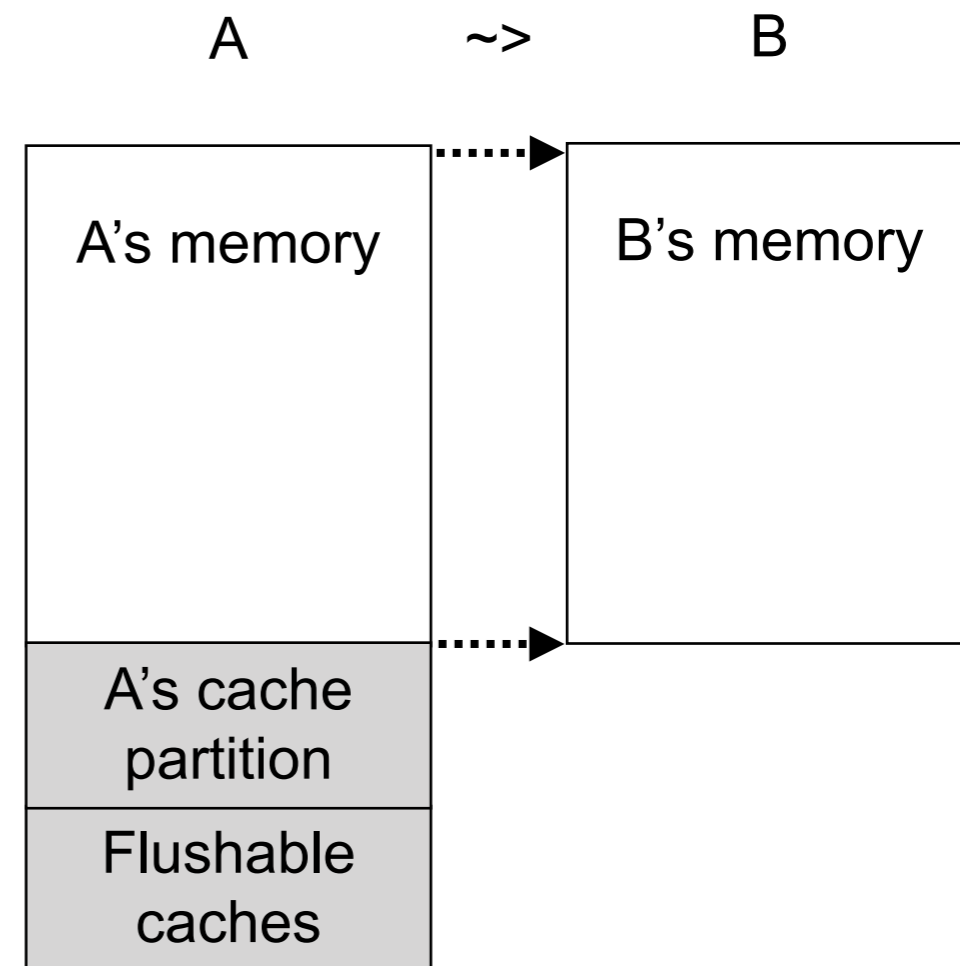 A ~> B
A’s memory
B’s memory
A’s cache
partition
Flushable
caches